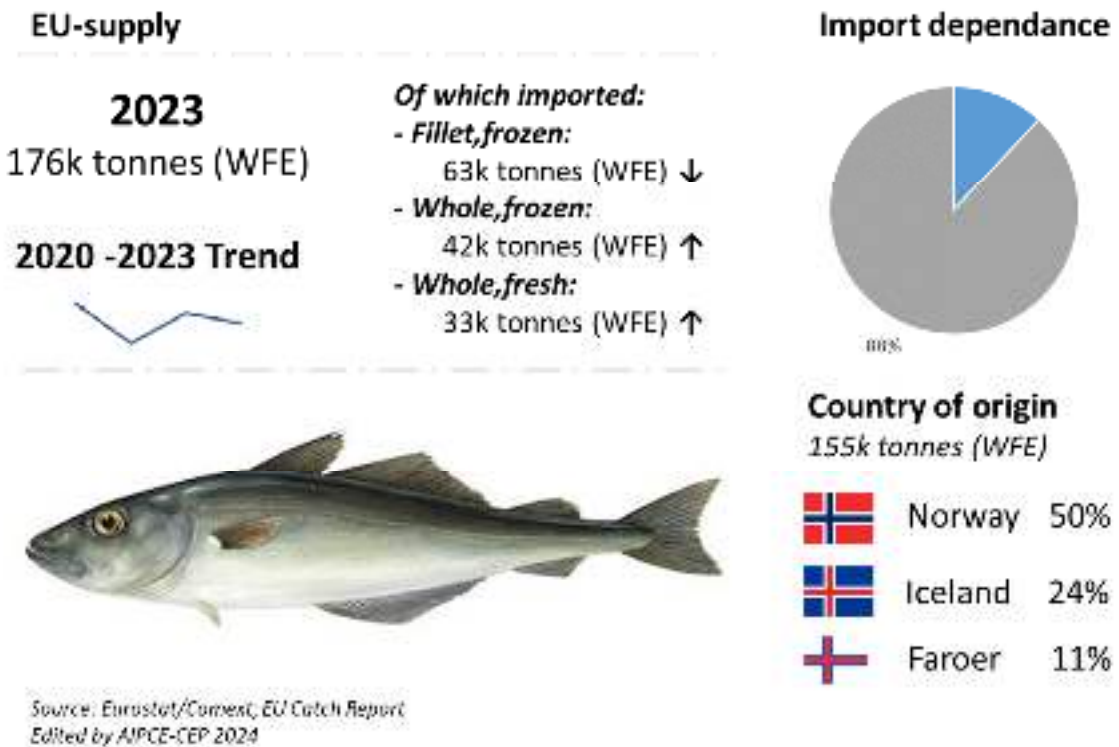 EU-supply
2023
176k tonnes (WFE)
2020 -2023 Trend
Of which imported:
- Fillet,frozen:
63k tonnes (WFE) ↓
- Whole,frozen:
42k tonnes (WFE) ↑
- Whole,fresh:
33k tonnes (WFE) ↑
Import dependance
88%
Country of origin
155k tonnes (WFE)
Norway 50%
Iceland 24%
Faroer 11%
Source: Eurostat/Comext, EU Catch Report
Edited by AIPCE-CEP 2024